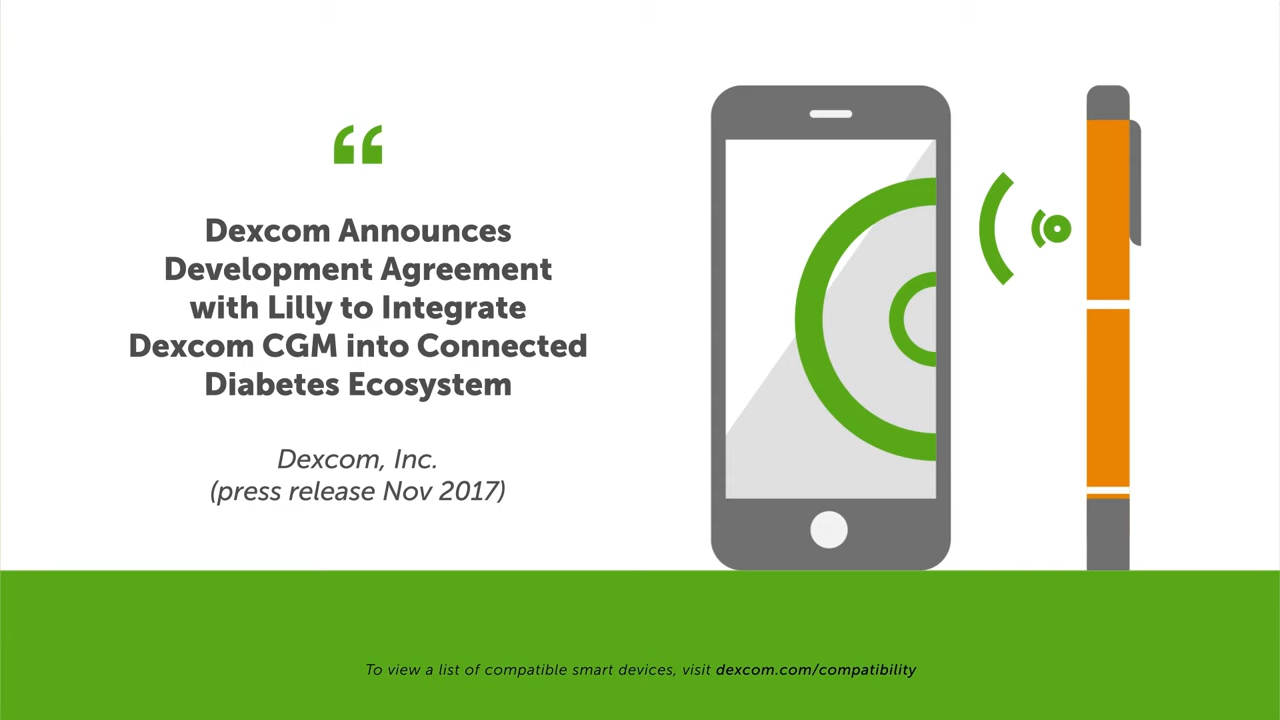 “
Dexcom Announces
Development Agreement
with Lilly to Integrate
Dexcom CGM into Connected
Diabetes Ecosystem
Dexcom, Inc.
(press release Nov 2017)
To view a list of compatible smart devices, visit dexcom.com/compatibility